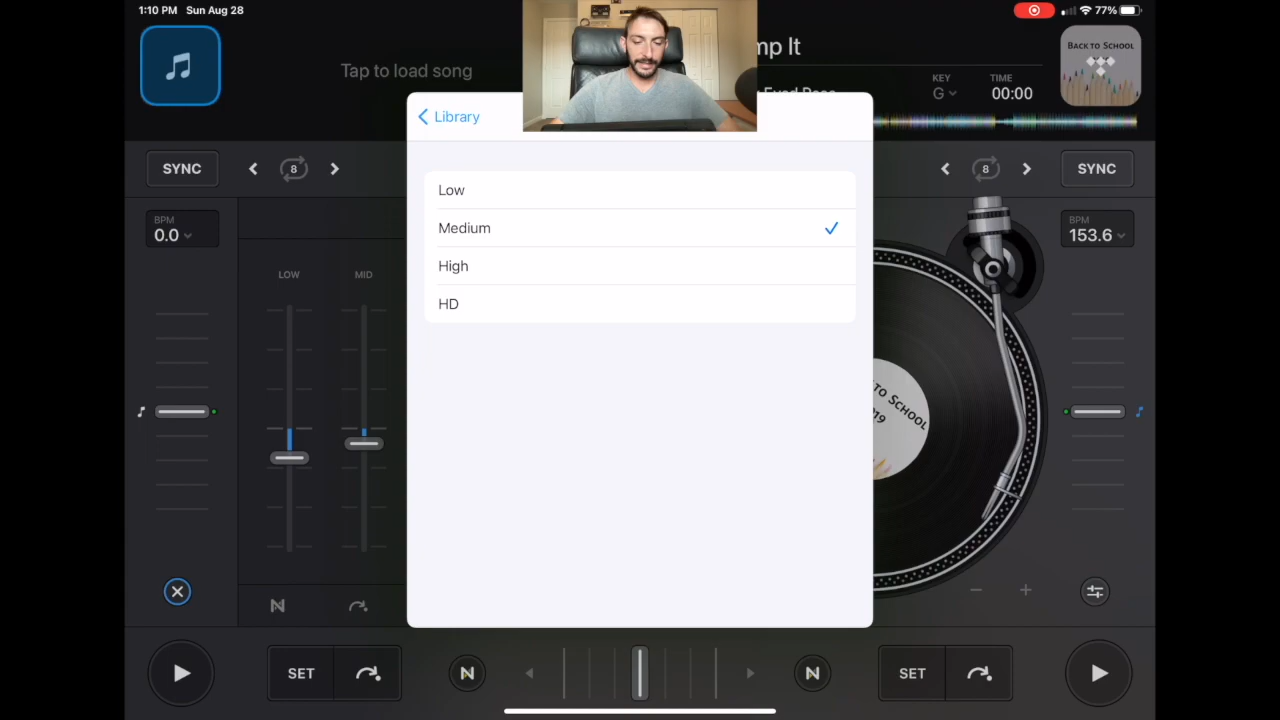 1:10 PM Sun Aug 28
77%
Tap to load song
mp It
BACK TO SCHOOL
KEY
G
TIME
00:00
Library
SYNC
8
8
SYNC
BPM
0.0
BPM
153.6
Low
Medium
High
HD
LOW
MID
TO SCHOOL
SET
SET